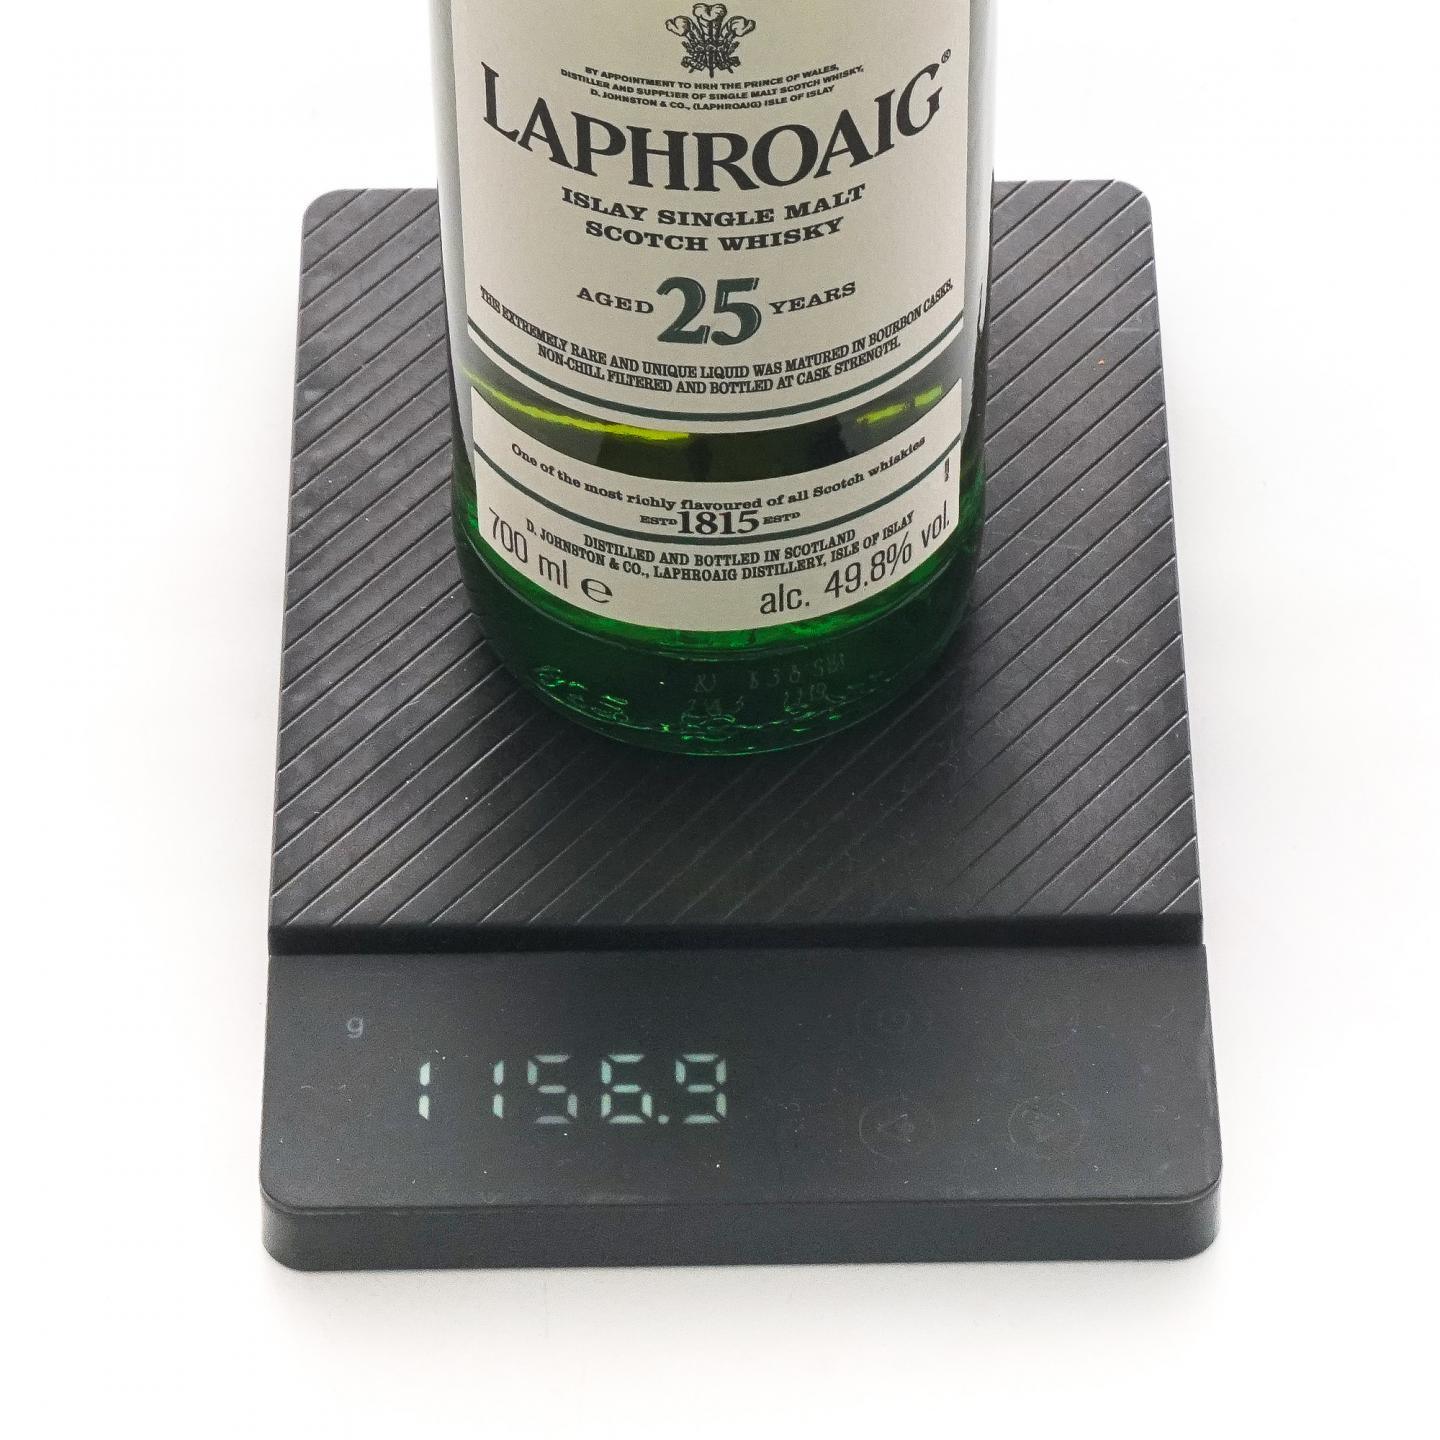 BY APPOINTMENT TO HRH THE PRINCE OF WALES,
DISTILLER AND SUPPLIER OF SINGLE MALT SCOTCH WHISKY,
D. JOHNSTON & CO., (LAPHROAIG) ISLE OF ISLAY
LAPHROAIG®
ISLAY SINGLE MALT
SCOTCH WHISKY
AGED 25 YEARS
THIS EXTREMELY RARE AND UNIQUE LIQUID WAS MATURED IN BOURBON CASKS,
NON-CHILL FILTERED AND BOTTLED AT CASK STRENGTH.
One of the most richly flavoured of all Scotch whiskies
ESTD 1815 ESTD
DISTILLED AND BOTTLED IN SCOTLAND
D. JOHNSTON & CO., LAPHROAIG DISTILLERY, ISLE OF ISLAY
700 ml e
alc. 49.8% vol.
g
1156.9